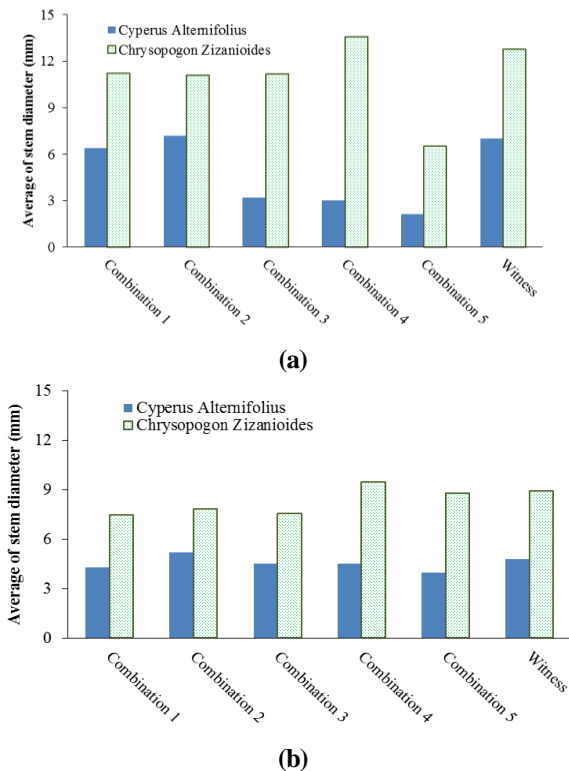 15
12
9
6
3
0
Average of stem diameter (mm)
Cyperus Alternifolius
Chrysopogon Zizanioides
Combination 1
Combination 2
Combination 3
Combination 4
Combination 5
Witness
(a)
15
12
9
6
3
0
Average of stem diameter (mm)
0
Cyperus Alternifolius
Chrysopogon Zizanioides
Combination 1
Combination 2
Combination 3
Combination 4
Combination 5
Witness
(b)